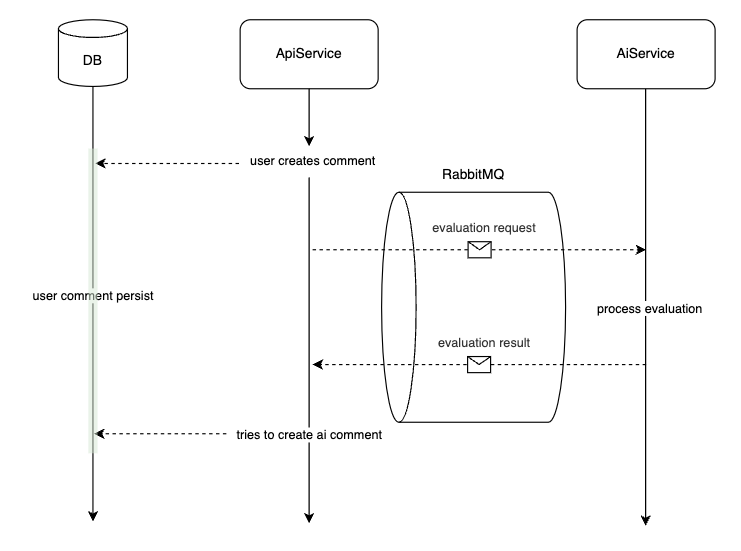 DB
ApiService
AiService
user creates comment
RabbitMQ
evaluation request
user comment persist
process evaluation
evaluation result
tries to create ai comment